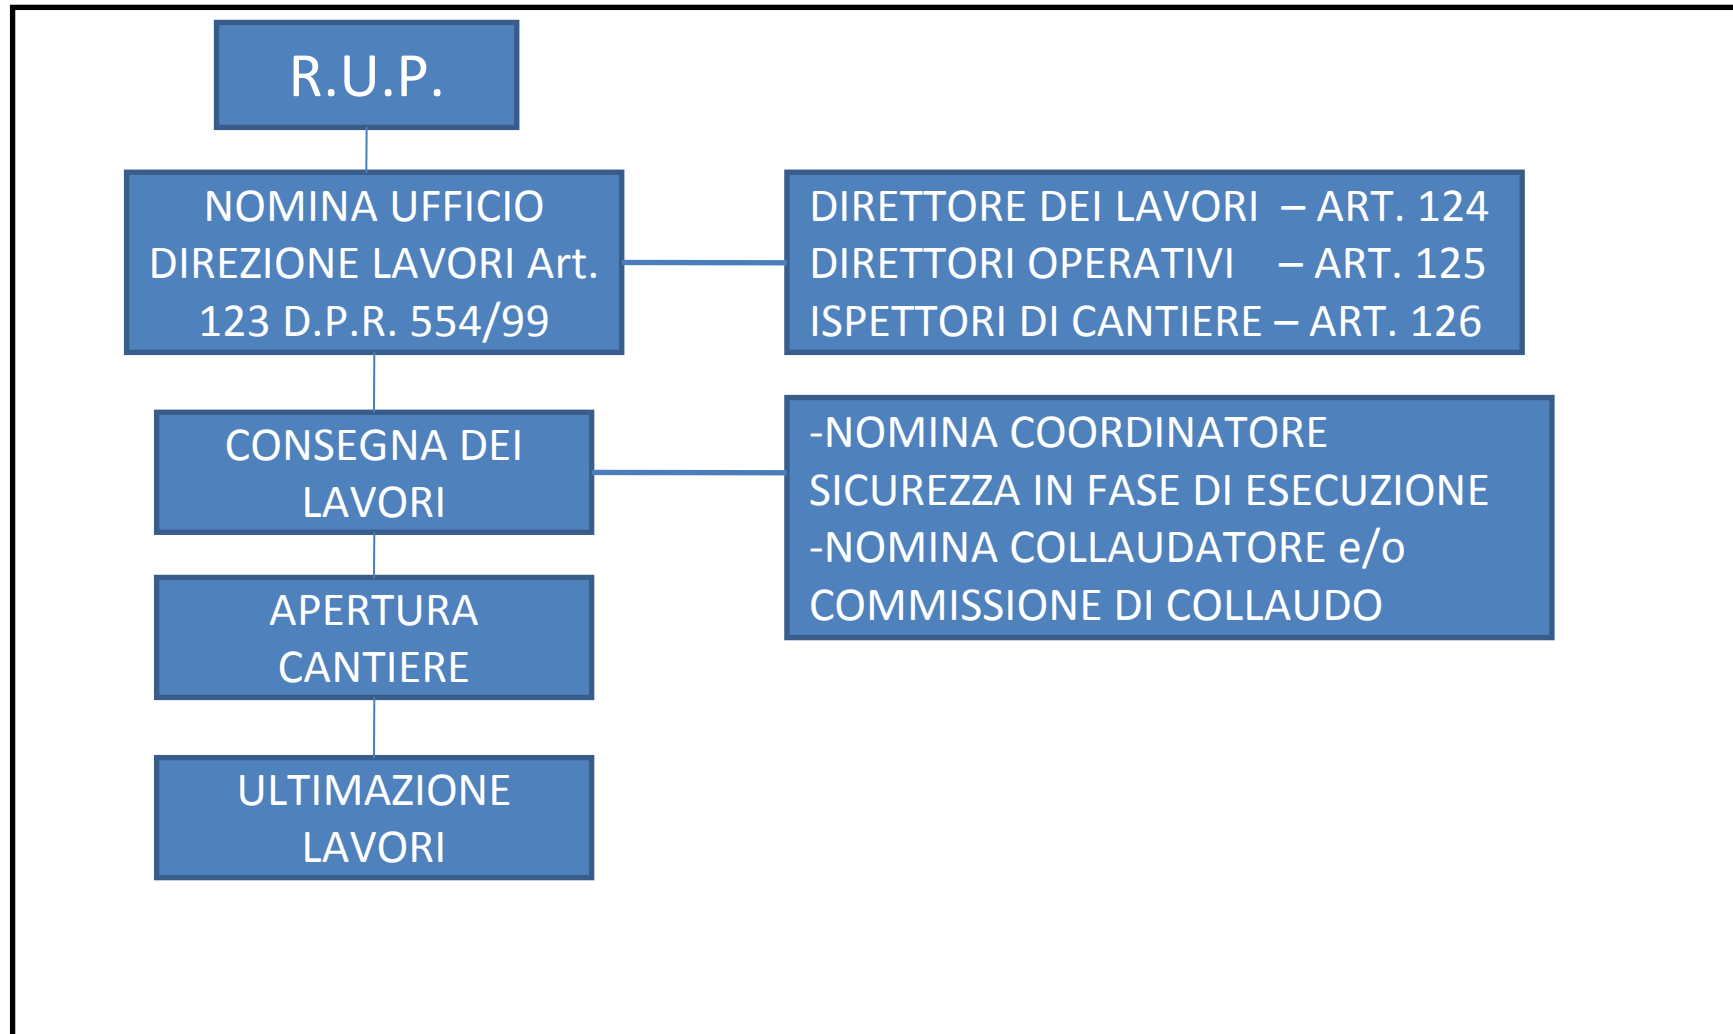 R.U.P.
NOMINA UFFICIO
DIREZIONE LAVORI Art.
123 D.P.R. 554/99
DIRETTORE DEI LAVORI – ART. 124
DIRETTORI OPERATIVI – ART. 125
ISPETTORI DI CANTIERE – ART. 126
CONSEGNA DEI
LAVORI
-NOMINA COORDINATORE
SICUREZZA IN FASE DI ESECUZIONE
-NOMINA COLLAUDATORE e/o
COMMISSIONE DI COLLAUDO
APERTURA
CANTIERE
ULTIMAZIONE
LAVORI